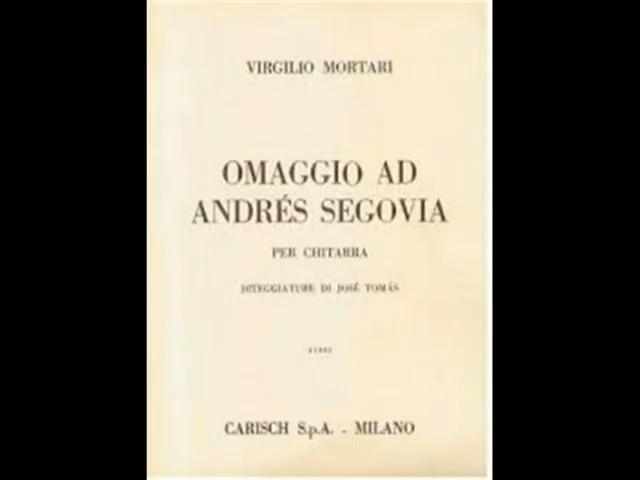 VIRGILIO MORTARI
OMAGGIO AD
ANDRÉS SEGOVIA
PER CHITARRA
DITEGGIATURE DI JOSÉ TOMÁS
CARISCH S.p.A. - MILANO